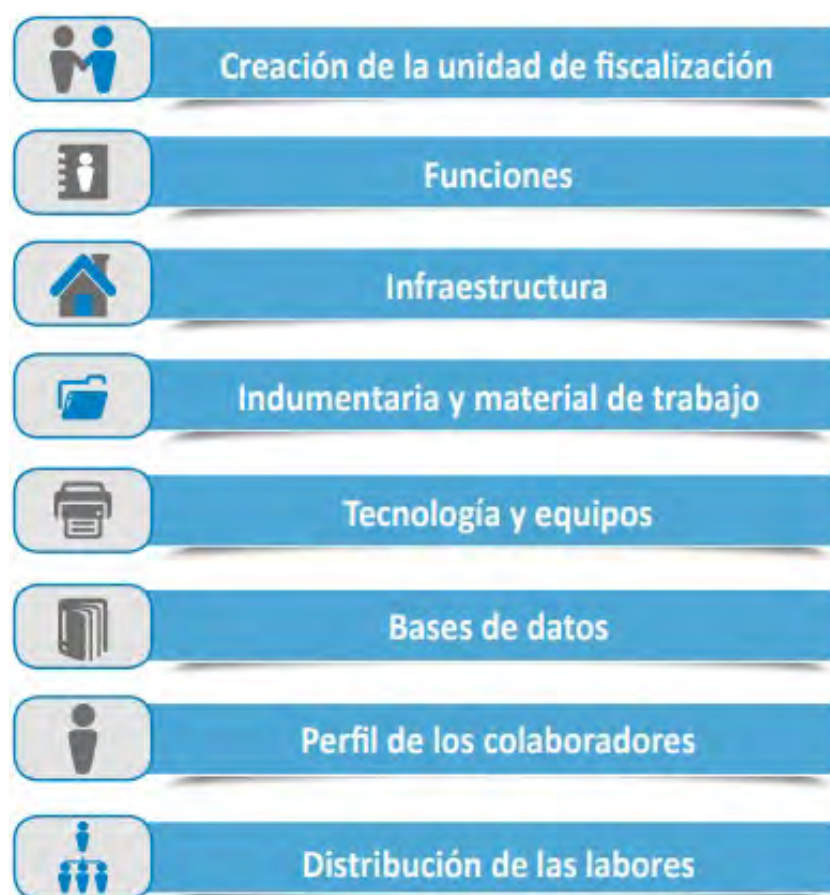 Creación de la unidad de fiscalización
Funciones
Infraestructura
Indumentaria y material de trabajo
Tecnología y equipos
Bases de datos
Perfil de los colaboradores
Distribución de las labores